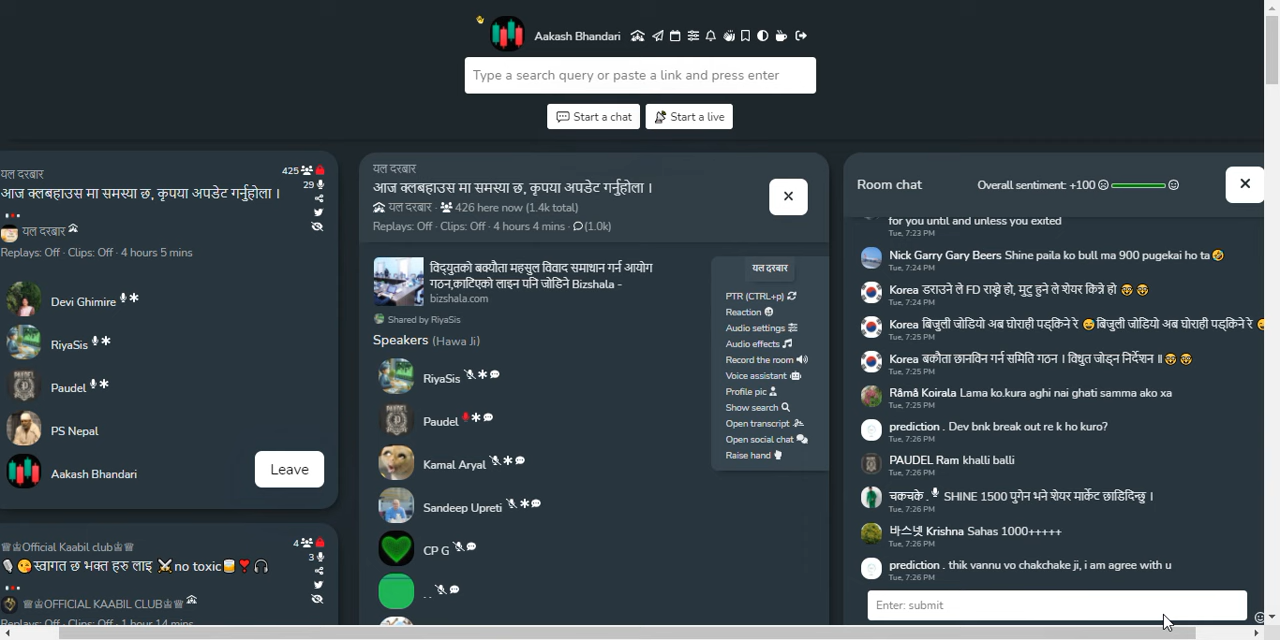 Aakash Bhandari
Type a search query or paste a link and press enter
Start a chat
Start a live
यल दरबार
425
आज क्लबहाउस मा समस्या छ, कृपया अपडेट गर्नुहोला ।
29
यल दरबार
Replays: Off · Clips: Off · 4 hours 5 mins
Devi Ghimire
RiyaSis
Paudel
PS Nepal
Aakash Bhandari
Leave
♕♔Official Kaabil club♔♕
4
स्वागत छ भक्त हरु लाइ ⚔no toxic🥃❣️🎧
3
♕♔OFFICIAL KAABIL CLUB♔♕
Replays: Off · Clips: Off · 1 hour 14 mins
यल दरबार
आज क्लबहाउस मा समस्या छ, कृपया अपडेट गर्नुहोला ।
यल दरबार · 426 here now (1.4k total)
Replays: Off · Clips: Off · 4 hours 4 mins · (1.0k)
विद्युतको बक्यौता महसुल विवाद समाधान गर्न आयोग
गठन,काटिएको लाइन पनि जोडिने Bizshala -
bizshala.com
Shared by RiyaSis
Speakers (Hawa Ji)
RiyaSis
Paudel
Kamal Aryal
Sandeep Upreti
CP G
. .
यल दरबार
PTR (CTRL+p)
Reaction
Audio settings
Audio effects
Record the room
Voice assistant
Profile pic
Show search
Open transcript
Open social chat
Raise hand
Room chat
Overall sentiment: +100
for you until and unless you exited
Tue, 7:23 PM
Nick Garry Gary Beers Shine paila ko bull ma 900 pugekai ho ta🤣
Tue, 7:24 PM
Korea डराउने ले FD राख्ने हो, मुटु हुने ले शेयर किन्ने हो 🤓 🤓
Tue, 7:24 PM
Korea बिजुली जोडियो अब घोराही पड्किने रे 😄बिजुली जोडियो अब घोराही पड्किने रे
Tue, 7:25 PM
Korea बकौता छानविन गर्न समिति गठन । विधुत जोड्न निर्देशन ॥🤓 🤓
Tue, 7:25 PM
Råmå Koirala Lama ko.kura aghi nai ghati samma ako xa
Tue, 7:25 PM
prediction . Dev bnk break out re k ho kuro?
Tue, 7:26 PM
PAUDEL Ram khalli balli
Tue, 7:26 PM
चकचके . SHINE 1500 पुगेन भने शेयर मार्केट छाडिदिन्छु ।
Tue, 7:26 PM
バスネ Krishna Sahas 1000+++++
Tue, 7:26 PM
prediction . thik vannu vo chakchake ji, i am agree with u
Tue, 7:26 PM
Enter: submit